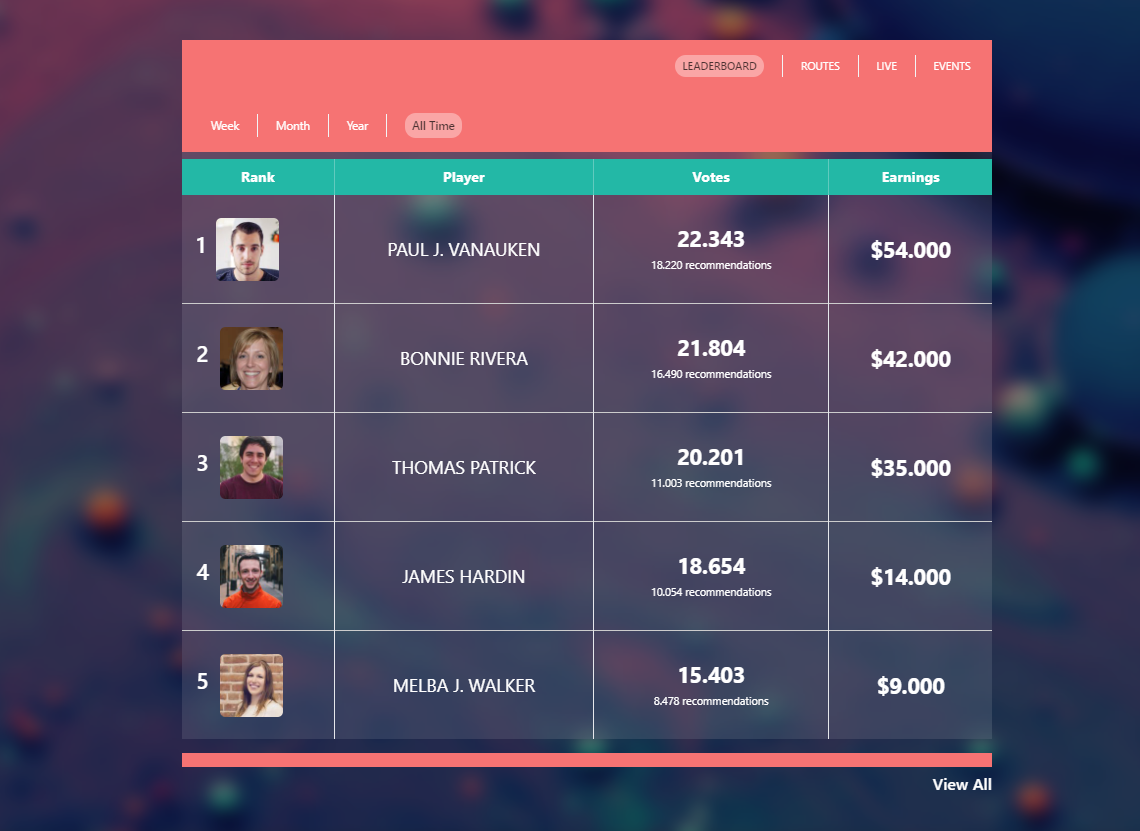 LEADERBOARD ROUTES LIVE EVENTS
Week Month Year All Time
Rank Player Votes Earnings
1 PAUL J. VANAUKEN 22.343 $54.000
18.220 recommendations
2 BONNIE RIVERA 21.804 $42.000
16.490 recommendations
3 THOMAS PATRICK 20.201 $35.000
11.003 recommendations
4 JAMES HARDIN 18.654 $14.000
10.054 recommendations
5 MELBA J. WALKER 15.403 $9.000
8.478 recommendations
View All